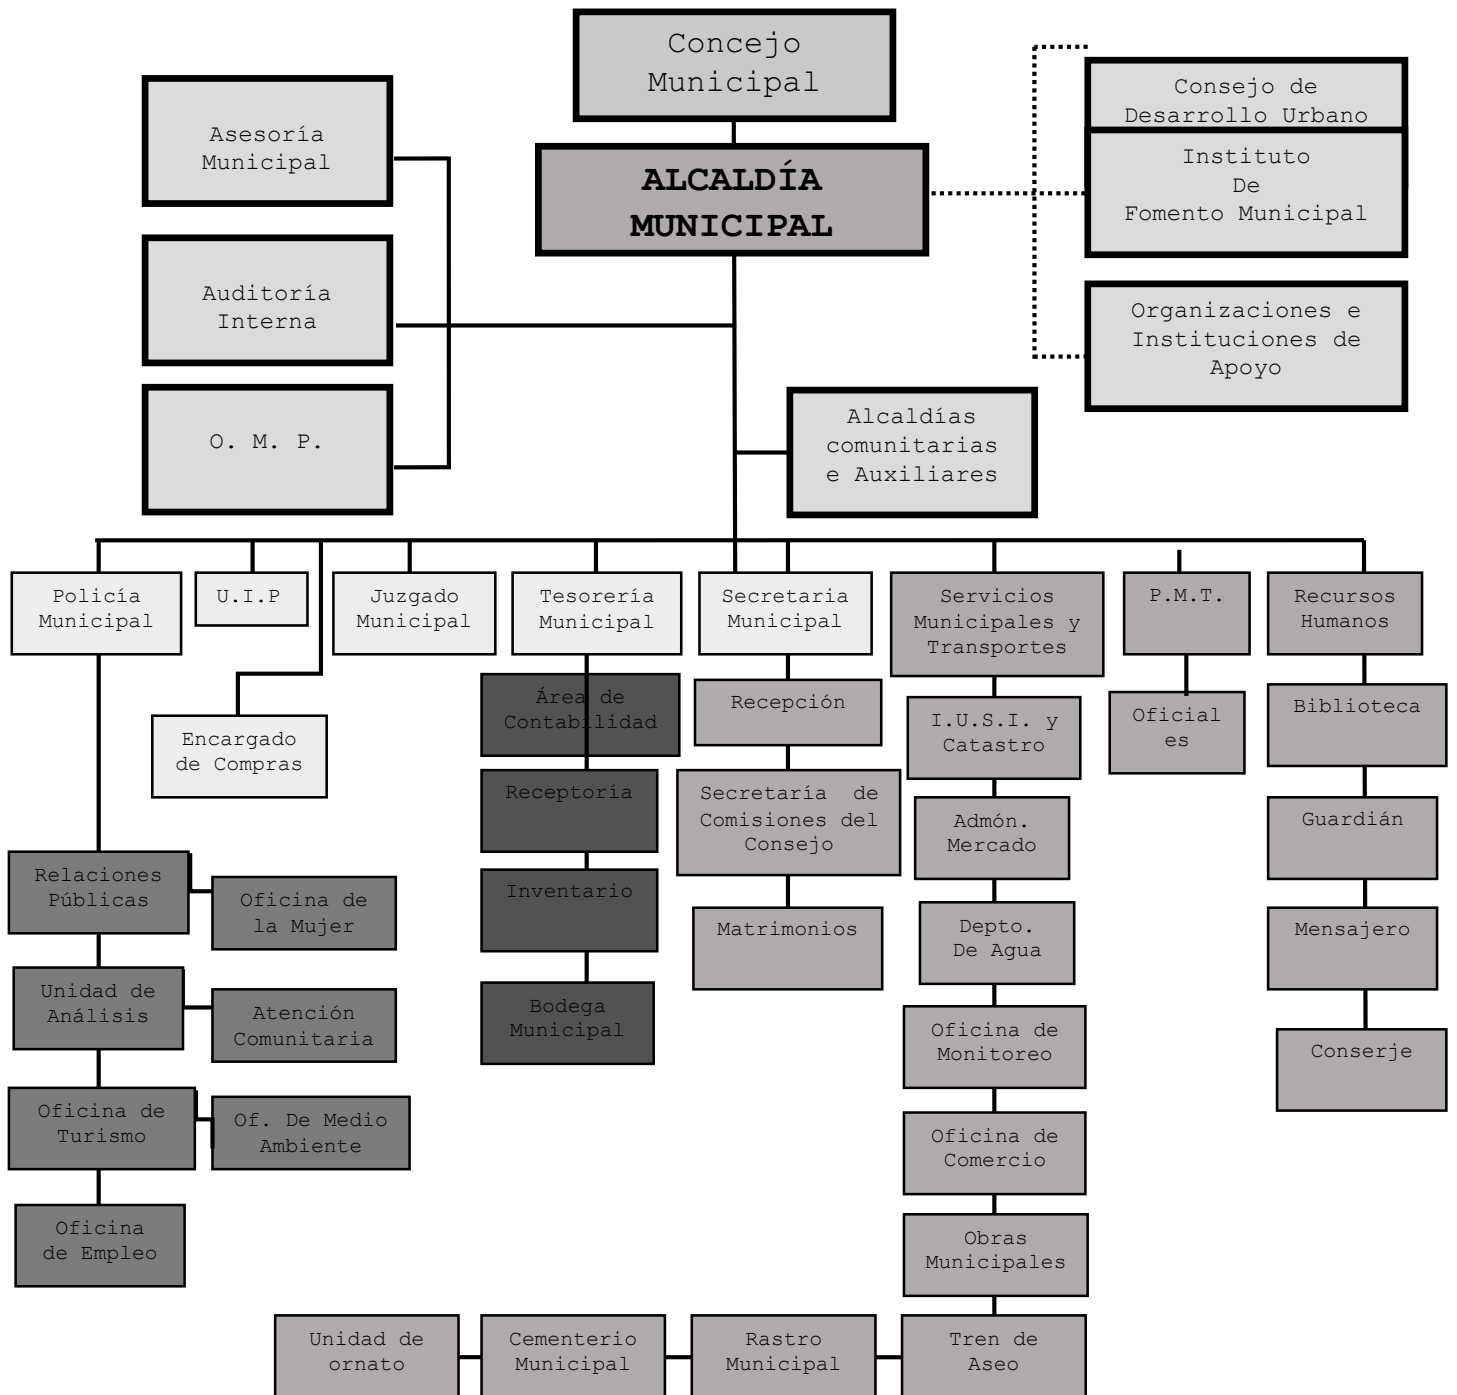 Concejo
Municipal
ALCALDÍA
MUNICIPAL
Asesoría
Municipal
Auditoría
Interna
O. M. P.
Consejo de
Desarrollo Urbano
Instituto
De
Fomento Municipal
Organizaciones e
Instituciones de
Apoyo
Alcaldías
comunitarias
e Auxiliares
Policía
Municipal
U.I.P
Juzgado
Municipal
Tesorería
Municipal
Secretaria
Municipal
Servicios
Municipales y
Transportes
P.M.T.
Recursos
Humanos
Encargado
de Compras
Área de
Contabilidad
Receptoría
Inventario
Bodega
Municipal
Recepción
Secretaría de
Comisiones del
Consejo
Matrimonios
I.U.S.I. y
Catastro
Admón.
Mercado
Depto.
De Agua
Oficina de
Monitoreo
Oficina de
Comercio
Obras
Municipales
Oficial
es
Biblioteca
Guardián
Mensajero
Conserje
Relaciones
Públicas
Oficina de
la Mujer
Unidad de
Análisis
Atención
Comunitaria
Oficina de
Turismo
Of. De Medio
Ambiente
Oficina
de Empleo
Unidad de
ornato
Cementerio
Municipal
Rastro
Municipal
Tren de
Aseo